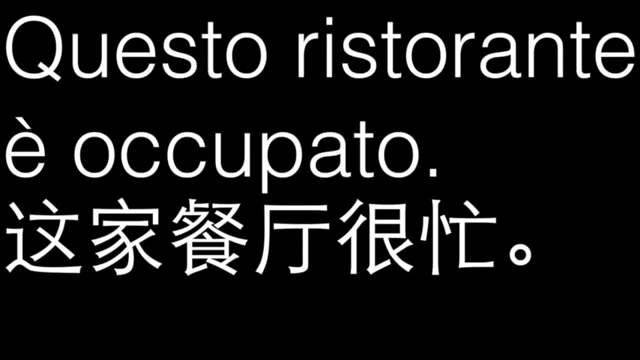 Questo ristorante
è occupato.
这家餐厅很忙。